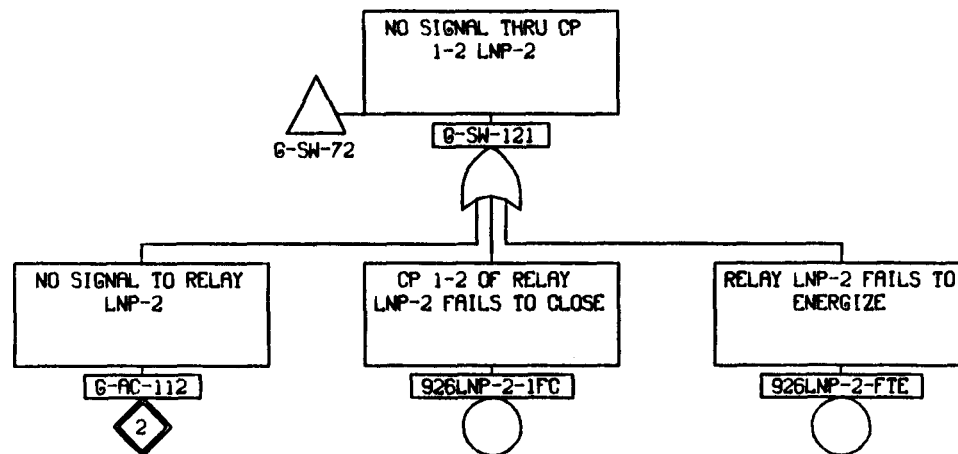 NO SIGNAL THRU CP
1-2 LNP-2
G-SW-72
G-SW-121
NO SIGNAL TO RELAY
LNP-2
CP 1-2 OF RELAY
LNP-2 FAILS TO CLOSE
RELAY LNP-2 FAILS TO
ENERGIZE
G-AC-112
926LNP-2-1FC
926LNP-2-FTE
2